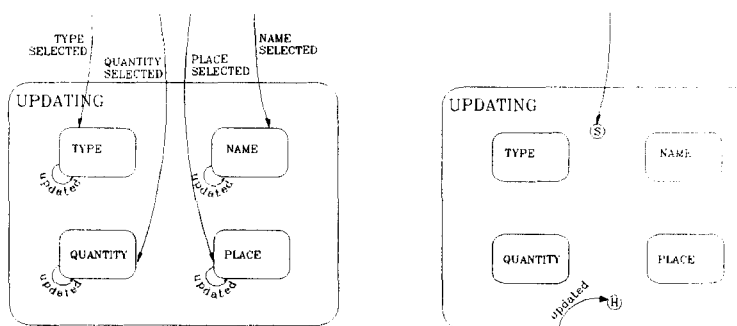 TYPE
SELECTED
QUANTITY
SELECTED
PLACE
SELECTED
NAME
SELECTED
UPDATING
TYPE
updated
NAME
updated
QUANTITY
updated
PLACE
updated
UPDATING
S
TYPE
NAME
QUANTITY
PLACE
updated
H